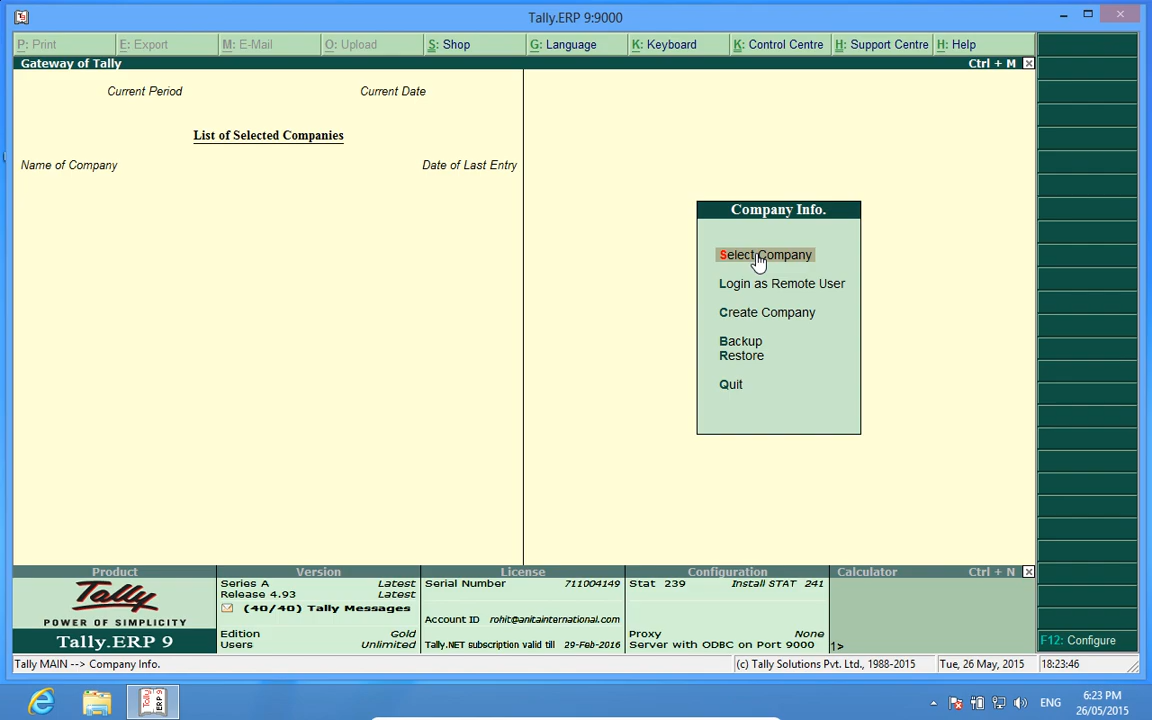 Tally.ERP 9:9000
P: Print E: Export M: E-Mail O: Upload S: Shop G: Language K: Keyboard K: Control Centre H: Support Centre H: Help
Gateway of Tally Ctrl + M
Current Period Current Date
List of Selected Companies
Name of Company Date of Last Entry
Company Info.
Select Company
Login as Remote User
Create Company
Backup
Restore
Quit
Product Version License Configuration Calculator Ctrl + N
Tally
POWER OF SIMPLICITY
Tally.ERP 9
Series A Latest
Release 4.93 Latest
(40/40) Tally Messages
Edition Gold
Users Unlimited
Serial Number 711004149
Account ID rohit@anitainternational.com
Tally.NET subscription valid till 29-Feb-2016
Stat 239 Install STAT 241
Proxy None
Server with ODBC on Port 9000
1>
F12: Configure
Tally MAIN --> Company Info. (c) Tally Solutions Pvt. Ltd., 1988-2015 Tue, 26 May, 2015 18:23:46
ENG 6:23 PM
26/05/2015